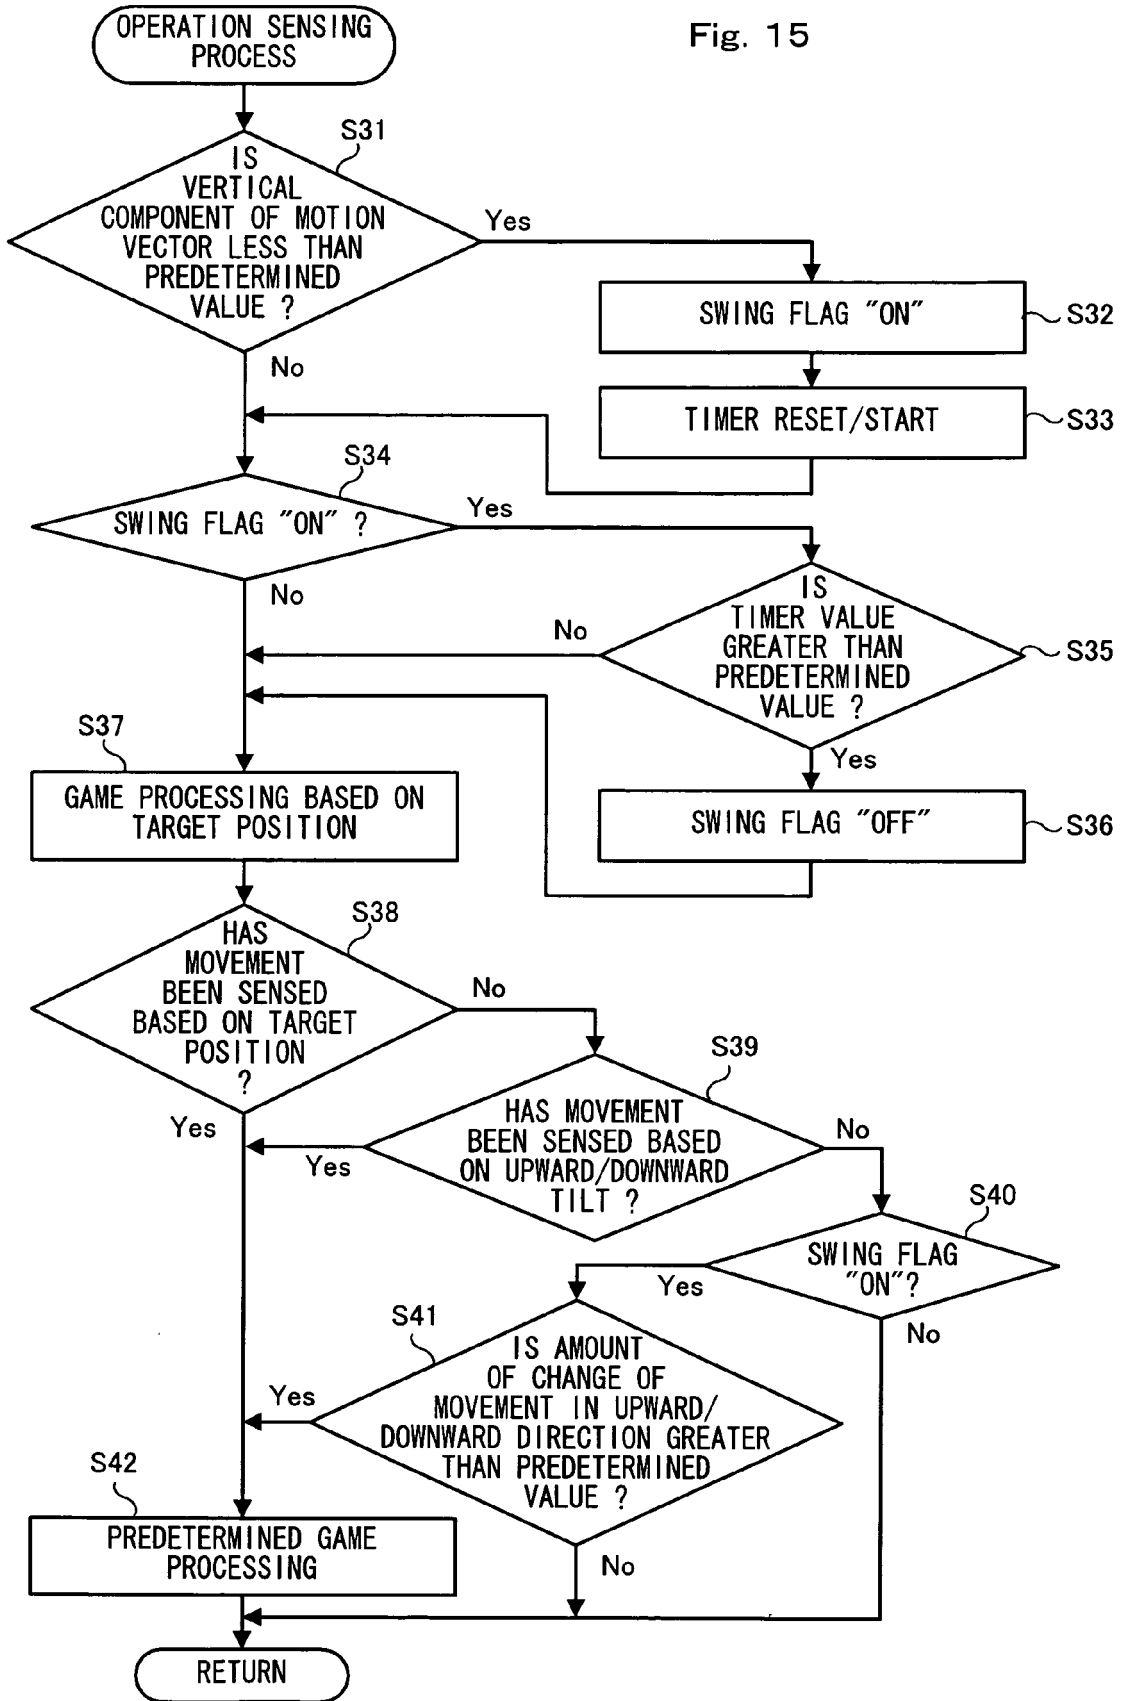 OPERATION SENSING
PROCESS
Fig. 15
S31
IS
VERTICAL
COMPONENT OF MOTION
VECTOR LESS THAN
PREDETERMINED
VALUE ?
Yes
No
SWING FLAG "ON"
S32
TIMER RESET/START
S33
S34
SWING FLAG "ON" ?
Yes
No
IS
TIMER VALUE
GREATER THAN
PREDETERMINED
VALUE ?
No
S35
Yes
SWING FLAG "OFF"
S36
S37
GAME PROCESSING BASED ON
TARGET POSITION
S38
HAS
MOVEMENT
BEEN SENSED
BASED ON TARGET
POSITION
?
No
Yes
S39
HAS MOVEMENT
BEEN SENSED BASED
ON UPWARD/DOWNWARD
TILT ?
Yes
No
S40
SWING FLAG
"ON"?
Yes
No
S41
IS AMOUNT
OF CHANGE OF
MOVEMENT IN UPWARD/
DOWNWARD DIRECTION GREATER
THAN PREDETERMINED
VALUE ?
Yes
No
S42
PREDETERMINED GAME
PROCESSING
RETURN